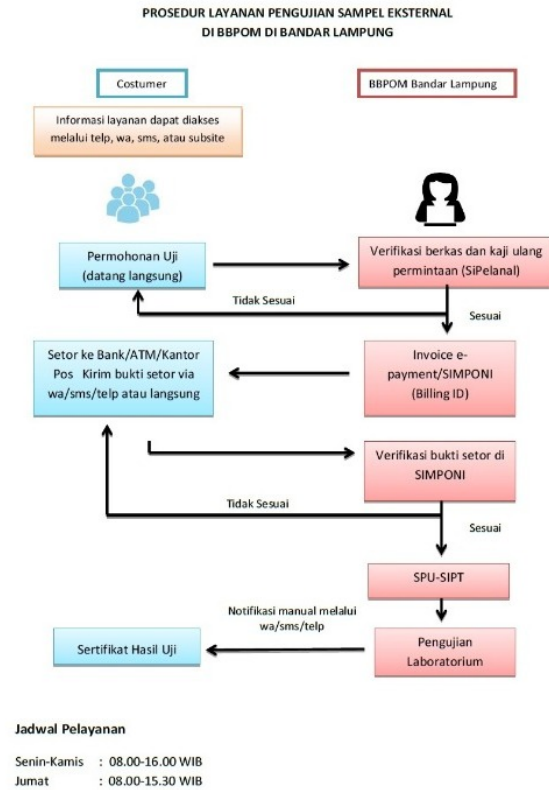 PROSEDUR LAYANAN PENGUJIAN SAMPEL EKSTERNAL
DI BBPOM DI BANDAR LAMPUNG
Costumer
BBPOM Bandar Lampung
Informasi layanan dapat diakses
melalui telp, wa, sms, atau subsite
Permohonan Uji
(datang langsung)
Verifikasi berkas dan kaji ulang
permintaan (SiPelanal)
Tidak Sesuai
Sesuai
Setor ke Bank/ATM/Kantor
Pos Kirim bukti setor via
wa/sms/telp atau langsung
Invoice e-
payment/SIMPONI
(Billing ID)
Verifikasi bukti setor di
SIMPONI
Tidak Sesuai
Sesuai
SPU-SIPT
Notifikasi manual melalui
wa/sms/telp
Sertifikat Hasil Uji
Pengujian
Laboratorium
Jadwal Pelayanan
Senin-Kamis : 08.00-16.00 WIB
Jumat : 08.00-15.30 WIB